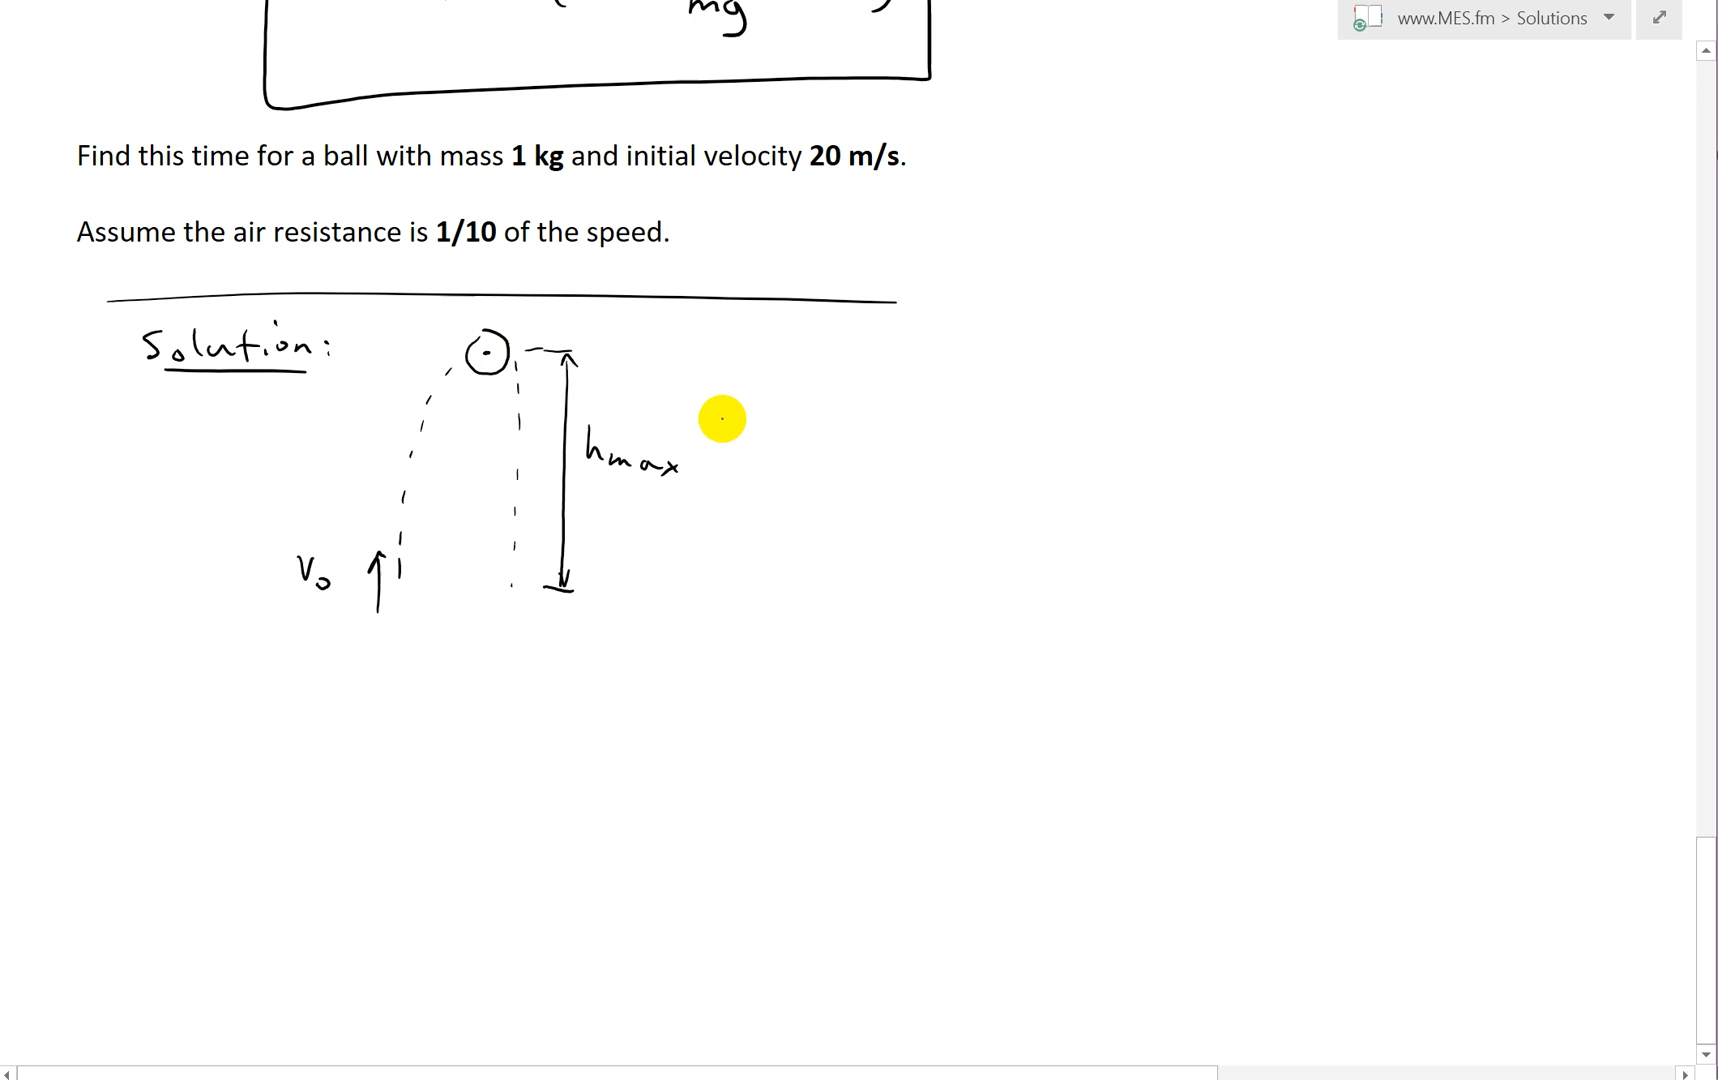 www.MES.fm > Solutions
( mg )
Find this time for a ball with mass 1 kg and initial velocity 20 m/s.
Assume the air resistance is 1/10 of the speed.
Solution:
hmax
v₀